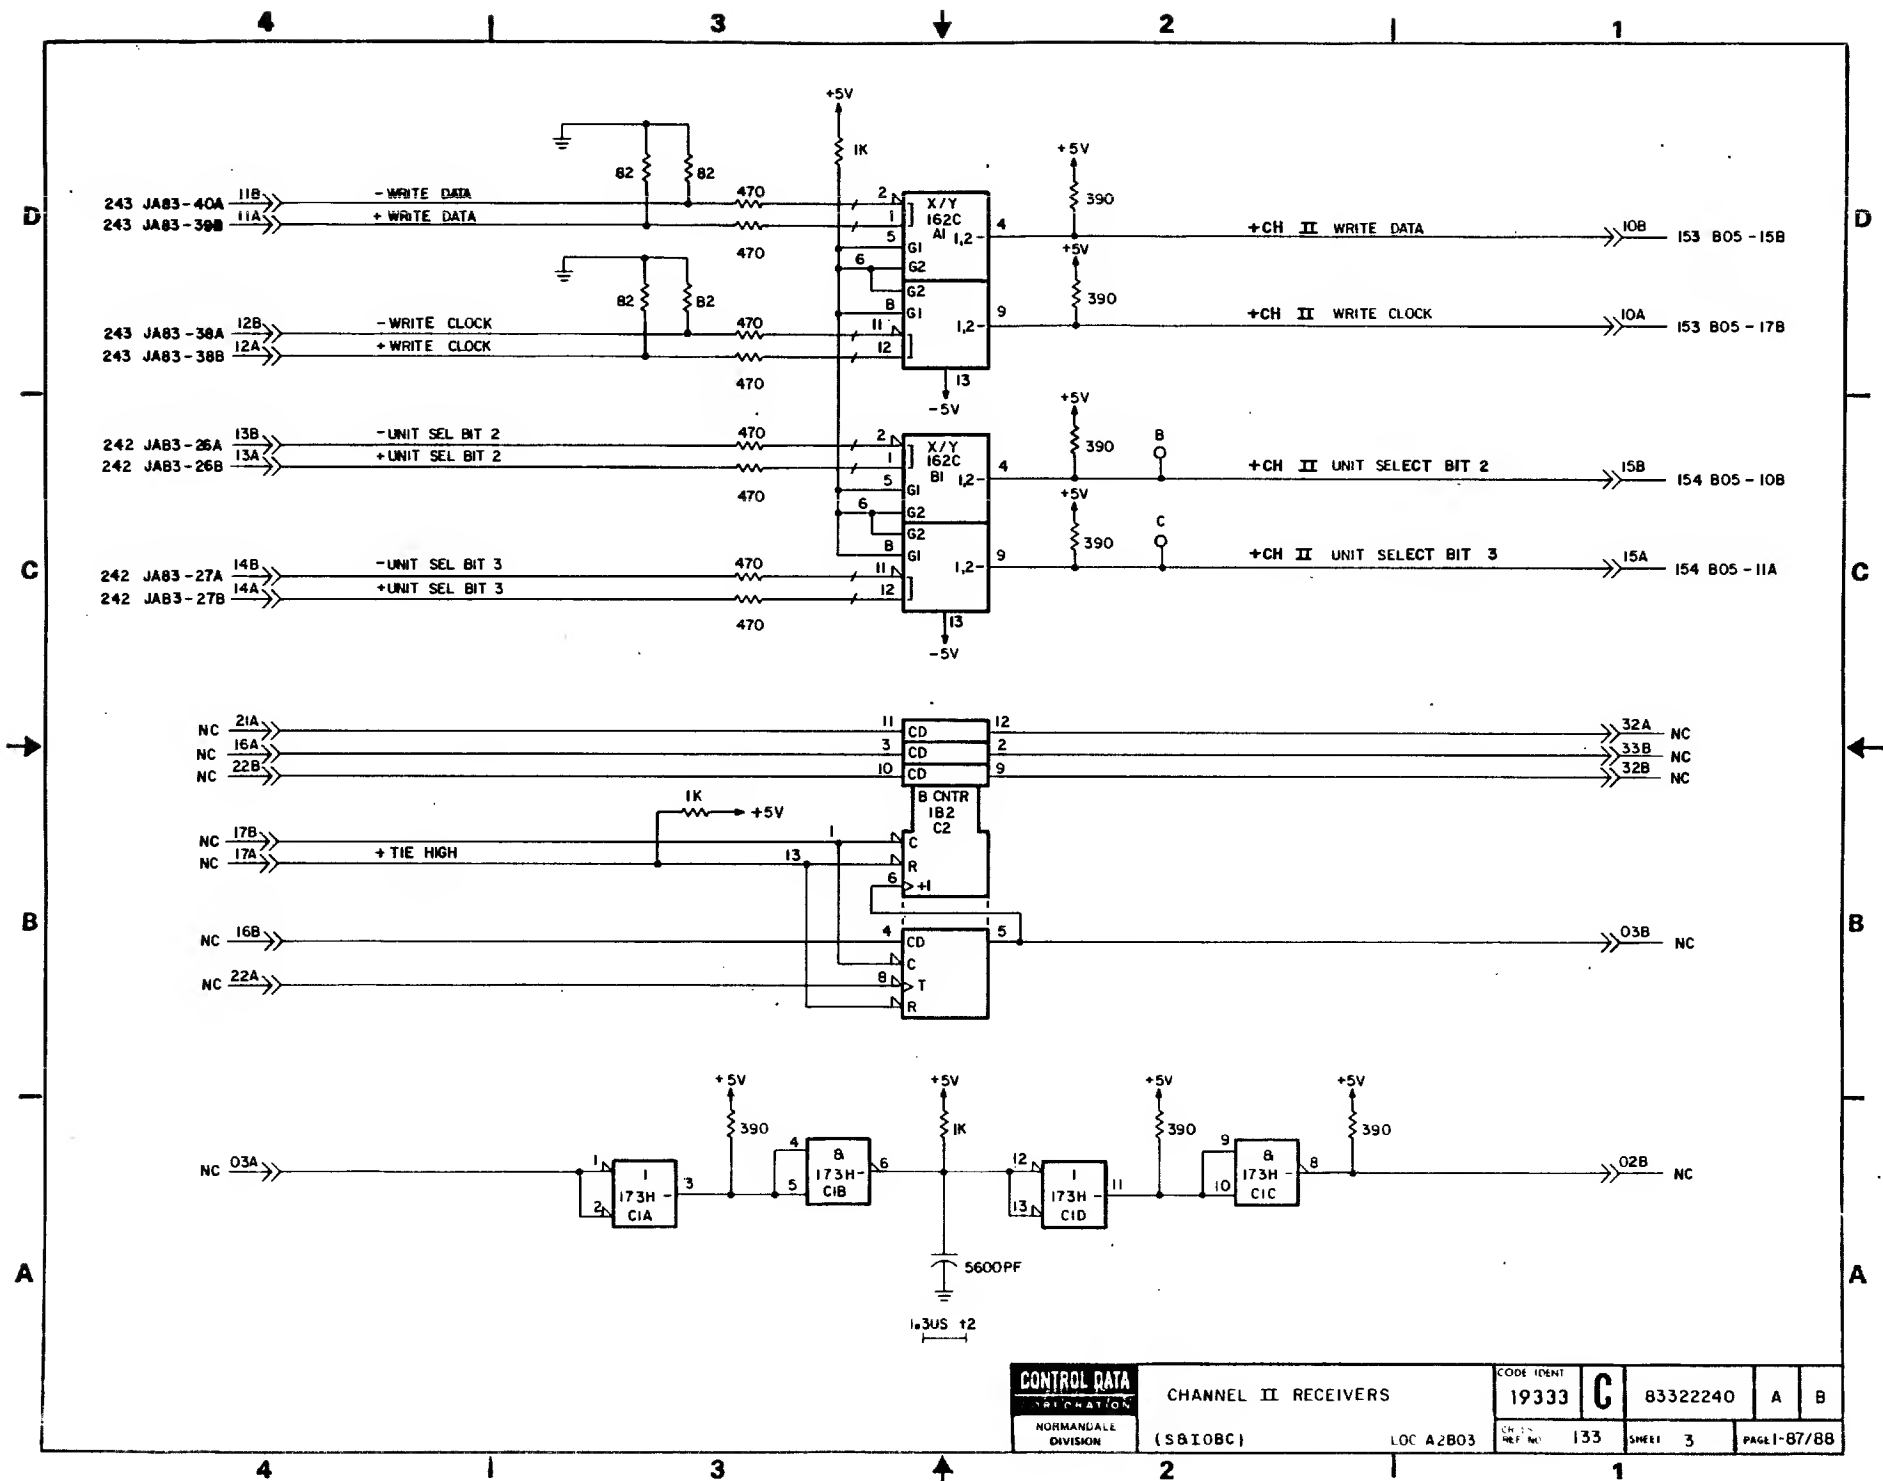 4 3 2 1
+5V
1K
+5V
82 82
390
243 JA83-40A 11B -WRITE DATA 470 2 X/Y
243 JA83-39B 11A +WRITE DATA 1 162C
D A1 1,2 4 +CH II WRITE DATA 10B 153 B05-15B D
470 5 G1
+5V
6 G2
82 82 G2 390
8 G1
243 JA83-38A 12B -WRITE CLOCK 470 11 1,2 9 +CH II WRITE CLOCK 10A 153 B05-17B
243 JA83-38B 12A +WRITE CLOCK 12
470 13
-5V
+5V
242 JAB3-26A 13B -UNIT SEL BIT 2 470 2 X/Y 390 B
242 JAB3-26B 13A +UNIT SEL BIT 2 1 162C
B1 1,2 4 +CH II UNIT SELECT BIT 2 15B 154 B05-10B
470 5 G1
+5V
6 G2
G2 390 C
8 G1
C 242 JA83-27A 14B -UNIT SEL BIT 3 470 11 1,2 9 +CH II UNIT SELECT BIT 3 15A 154 B05-11A C
242 JAB3-27B 14A +UNIT SEL BIT 3 12
470 13
-5V
NC 21A 11 CD 12 32A NC
NC 16A 3 CD 2 33B NC
NC 22B 10 CD 9 32B NC
1K +5V
B CNTR
1B2
C2
NC 17B 1 C
NC 17A +TIE HIGH 13 R
6 +1
B B
NC 16B 4 CD 5 03B NC
C
NC 22A 8 T
R
+5V +5V +5V +5V
390 1K 390 390
NC 03A 1 1 3 4 & 6 12 1 11 9 & 8 02B NC
173H 173H 173H 173H
2 C1A 5 C1B 13 C1D 10 C1C
A 5600PF A
1.3US ±2
CONTROL DATA
CORPORATION
NORMANDALE
DIVISION
CHANNEL II RECEIVERS
(S&IOBC) LOC A2B03
CODE IDENT
19333 C 83322240 A B
REF NO 133 SHEET 3 PAGE 1-87/88
4 3 2 1